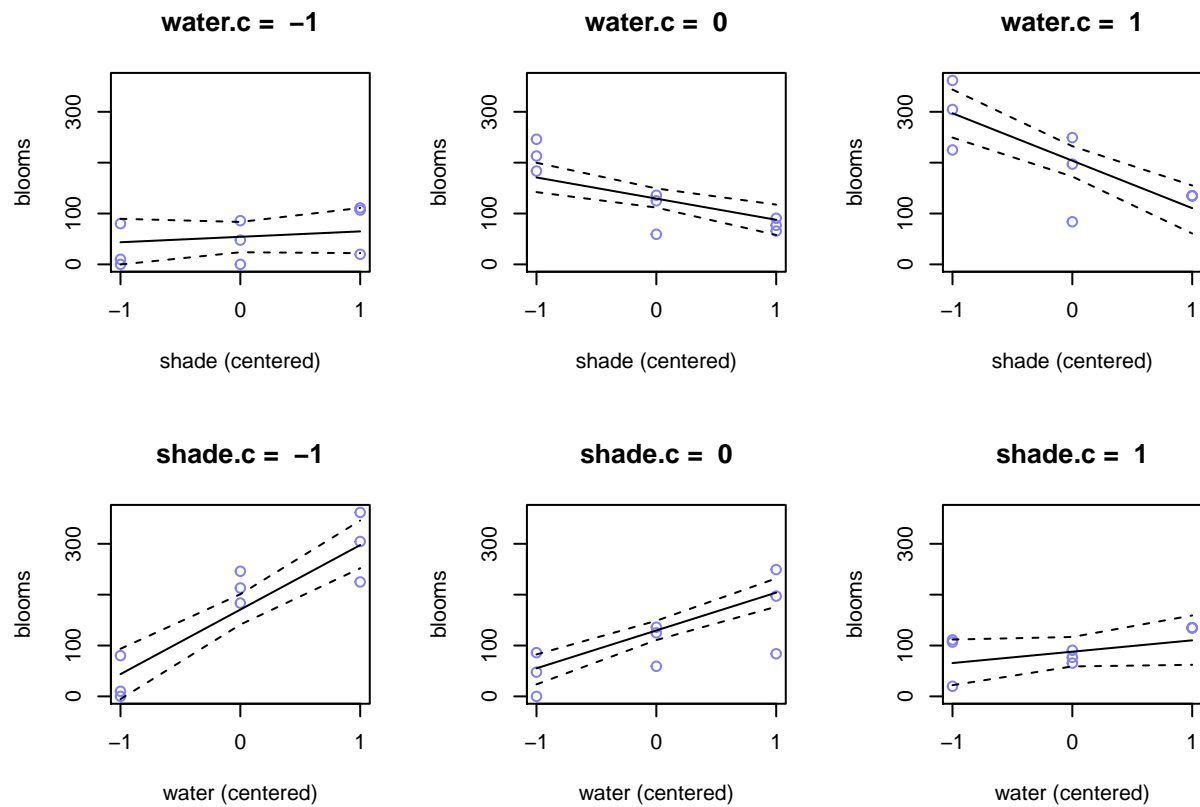 water.c =  −1
water.c =  0
water.c =  1
300
100
0
blooms
−1 0 1
shade (centered)
300
100
0
blooms
−1 0 1
shade (centered)
300
100
0
blooms
−1 0 1
shade (centered)
shade.c =  −1
shade.c =  0
shade.c =  1
300
100
0
blooms
−1 0 1
water (centered)
300
100
0
blooms
−1 0 1
water (centered)
300
100
0
blooms
−1 0 1
water (centered)